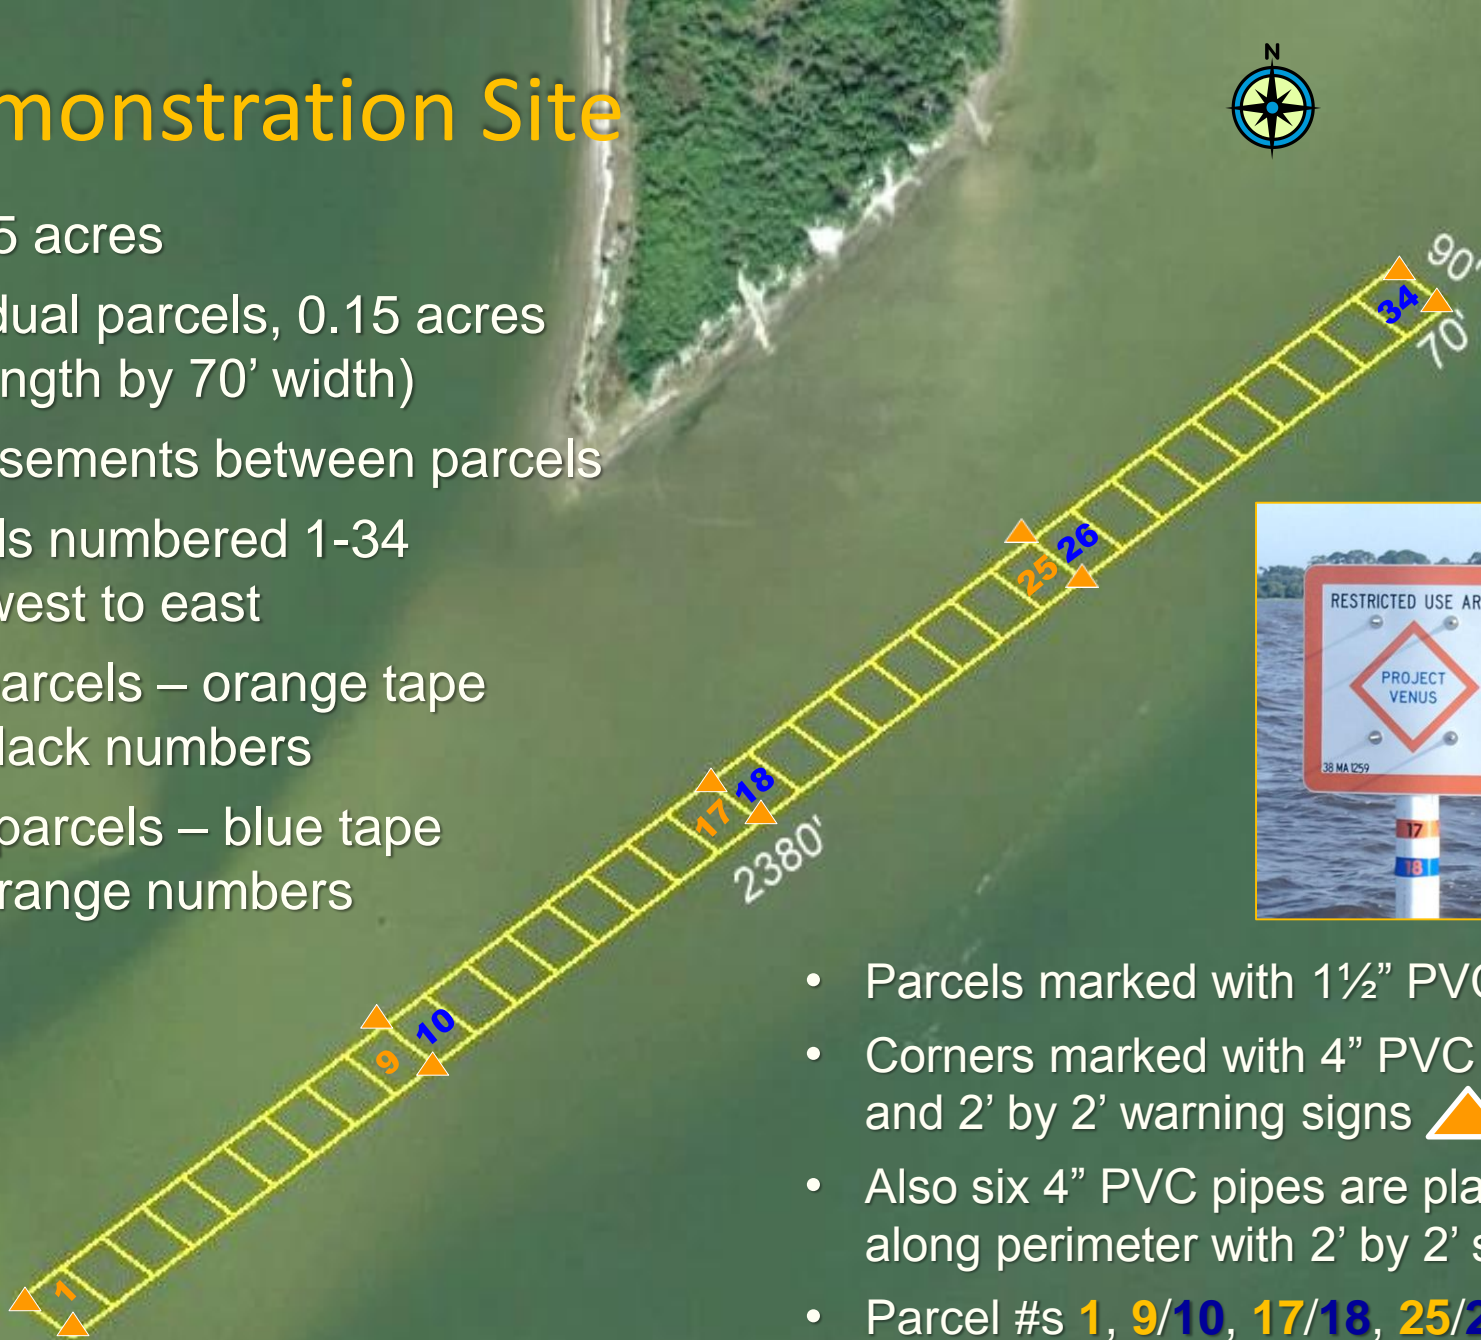 monstration Site
5 acres
dual parcels, 0.15 acres
ngth by 70’ width)
sements between parcels
ls numbered 1-34
west to east
arcels – orange tape
lack numbers
parcels – blue tape
range numbers
N
90’
34
70’
26
25
18
17
2380’
10
9
1
RESTRICTED USE AR
PROJECT
VENUS
38 MA 1259
17
18
• Parcels marked with 1½” PVC
• Corners marked with 4” PVC
and 2’ by 2’ warning signs
• Also six 4” PVC pipes are pla
along perimeter with 2’ by 2’ s
• Parcel #s 1, 9/10, 17/18, 25/2